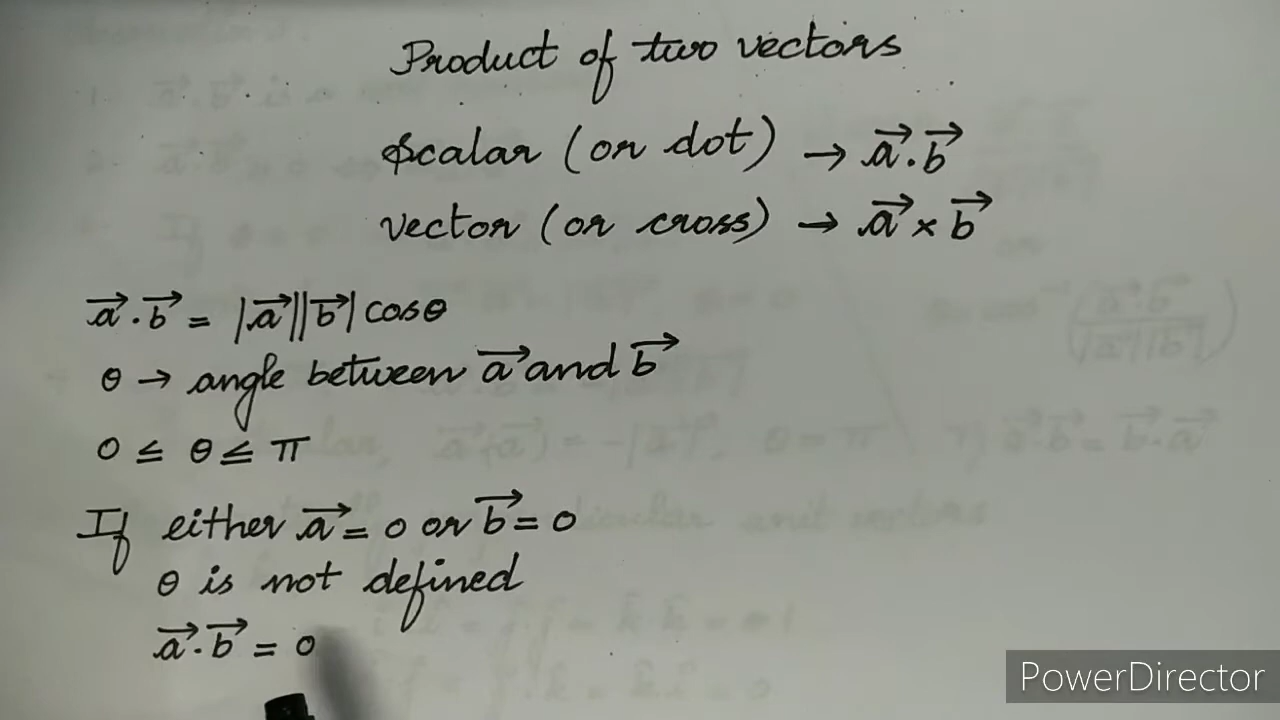 Product of two vectors
Scalar (or dot) → a⃗.b⃗
vector (or cross) → a⃗ × b⃗
a⃗.b⃗ = |a⃗||b⃗| cosθ
θ → angle between a⃗ and b⃗
0 ≤ θ ≤ π
If either a⃗ = 0 or b⃗ = 0
θ is not defined
a⃗.b⃗ = 0
PowerDirector